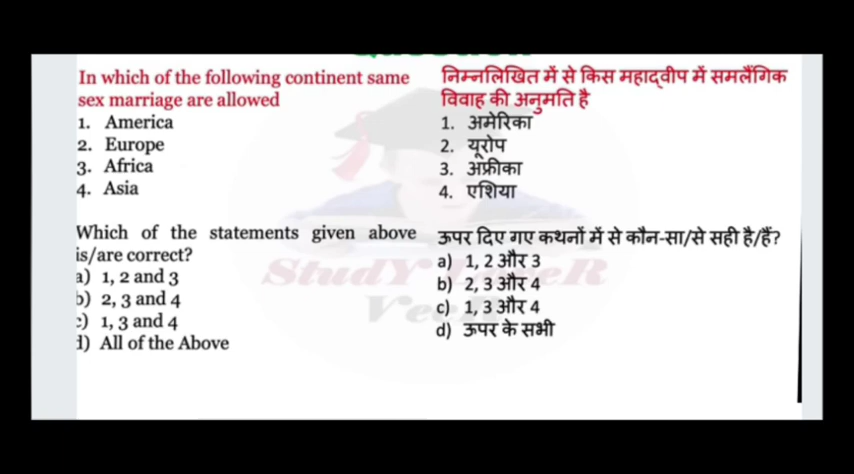 In which of the following continent same
sex marriage are allowed
1. America
2. Europe
3. Africa
4. Asia
Which of the statements given above
is/are correct?
a) 1, 2 and 3
b) 2, 3 and 4
c) 1, 3 and 4
d) All of the Above
निम्नलिखित में से किस महाद्वीप में समलैंगिक
विवाह की अनुमति है
1. अमेरिका
2. यूरोप
3. अफ्रीका
4. एशिया
ऊपर दिए गए कथनों में से कौन-सा/से सही है/हैं?
a) 1, 2 और 3
b) 2, 3 और 4
c) 1, 3 और 4
d) ऊपर के सभी
StudY LoveR
VeeR